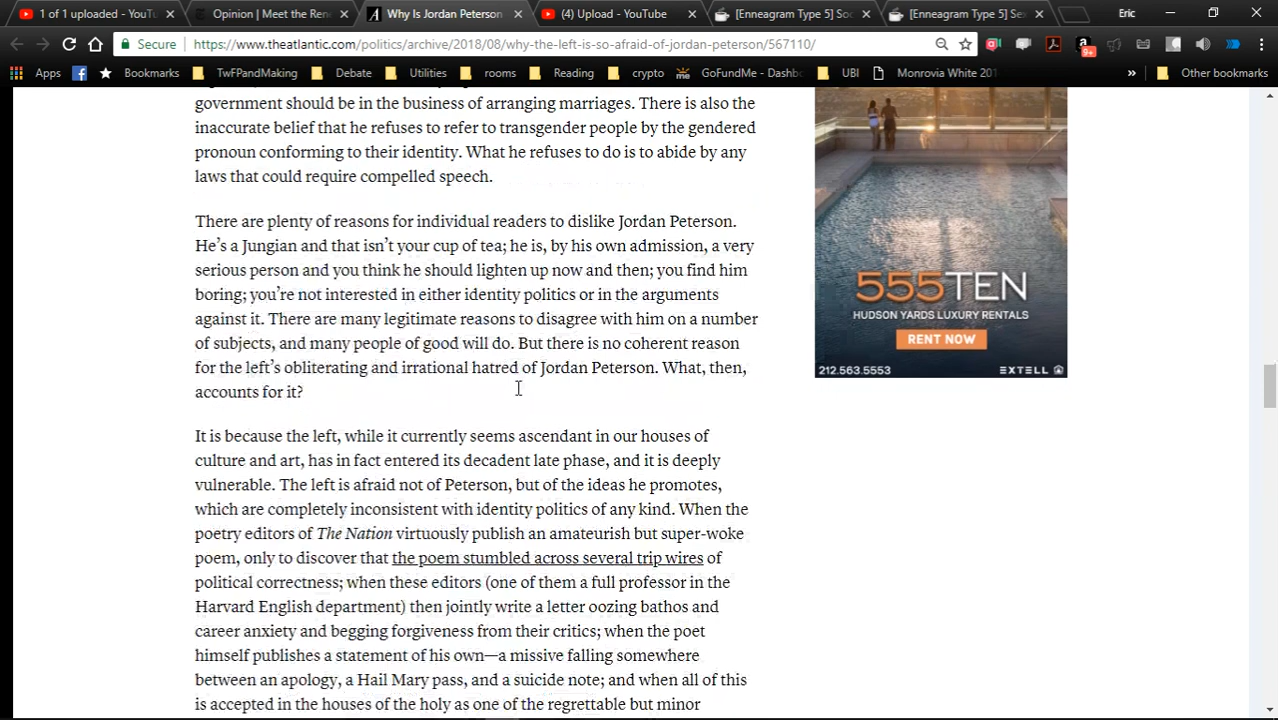 1 of 1 uploaded - YouTu
Opinion | Meet the Ren
Why Is Jordan Peterson
(4) Upload - YouTube
[Enneagram Type 5] Soc
[Enneagram Type 5] Sex
Eric
Secure
https://www.theatlantic.com/politics/archive/2018/08/why-the-left-is-so-afraid-of-jordan-peterson/567110/
9+
Apps
Bookmarks
TwFPandMaking
Debate
Utilities
rooms
Reading
crypto
me
GoFundMe - Dashbo
UBI
Monrovia White 201
»
Other bookmarks
government should be in the business of arranging marriages. There is also the
inaccurate belief that he refuses to refer to transgender people by the gendered
pronoun conforming to their identity. What he refuses to do is to abide by any
laws that could require compelled speech.
There are plenty of reasons for individual readers to dislike Jordan Peterson.
He’s a Jungian and that isn’t your cup of tea; he is, by his own admission, a very
serious person and you think he should lighten up now and then; you find him
boring; you’re not interested in either identity politics or in the arguments
against it. There are many legitimate reasons to disagree with him on a number
of subjects, and many people of good will do. But there is no coherent reason
for the left’s obliterating and irrational hatred of Jordan Peterson. What, then,
accounts for it?
It is because the left, while it currently seems ascendant in our houses of
culture and art, has in fact entered its decadent late phase, and it is deeply
vulnerable. The left is afraid not of Peterson, but of the ideas he promotes,
which are completely inconsistent with identity politics of any kind. When the
poetry editors of The Nation virtuously publish an amateurish but super-woke
poem, only to discover that the poem stumbled across several trip wires of
political correctness; when these editors (one of them a full professor in the
Harvard English department) then jointly write a letter oozing bathos and
career anxiety and begging forgiveness from their critics; when the poet
himself publishes a statement of his own—a missive falling somewhere
between an apology, a Hail Mary pass, and a suicide note; and when all of this
is accepted in the houses of the holy as one of the regrettable but minor
555TEN
HUDSON YARDS LUXURY RENTALS
RENT NOW
212.563.5553
EXTELL